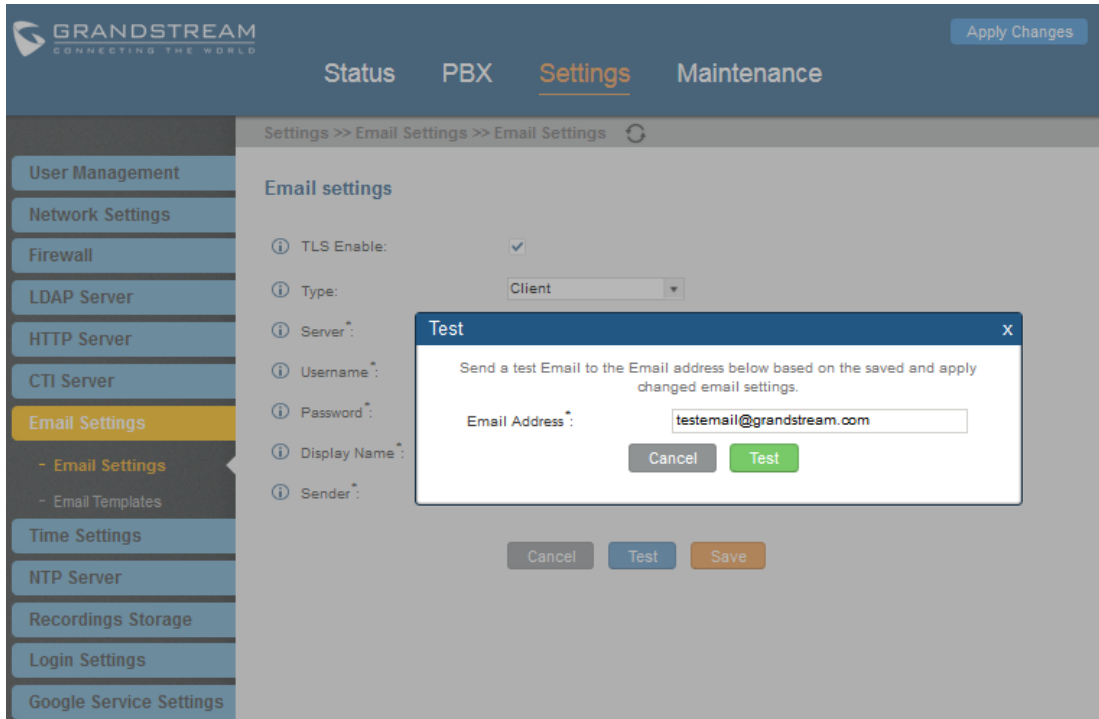 GRANDSTREAM
CONNECTING THE WORLD
Apply Changes
Status PBX Settings Maintenance
Settings >> Email Settings >> Email Settings
User Management
Network Settings
Firewall
LDAP Server
HTTP Server
CTI Server
Email Settings
- Email Settings
- Email Templates
Time Settings
NTP Server
Recordings Storage
Login Settings
Google Service Settings
Email settings
TLS Enable:
Type: Client
Server*:
Username*:
Password*:
Display Name*:
Sender*:
Cancel Test Save
Test x
Send a test Email to the Email address below based on the saved and apply
changed email settings.
Email Address*: testemail@grandstream.com
Cancel Test